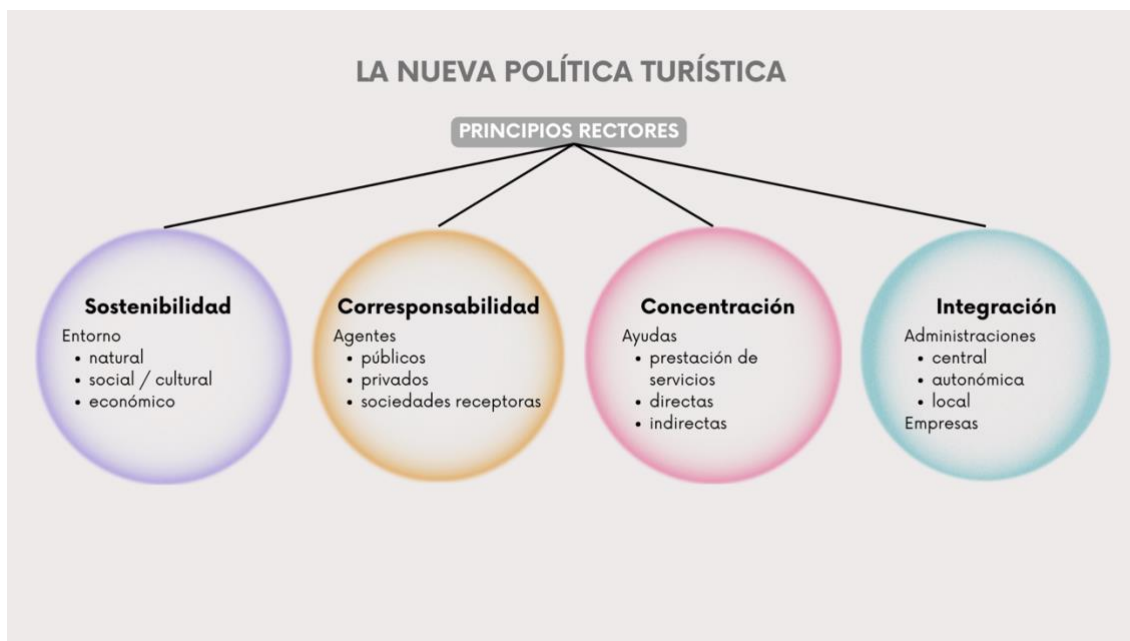 LA NUEVA POLÍTICA TURÍSTICA
PRINCIPIOS RECTORES
Sostenibilidad
Entorno
• natural
• social / cultural
• económico
Corresponsabilidad
Agentes
• públicos
• privados
• sociedades receptoras
Concentración
Ayudas
• prestación de
servicios
• directas
• indirectas
Integración
Administraciones
• central
• autonómica
• local
Empresas